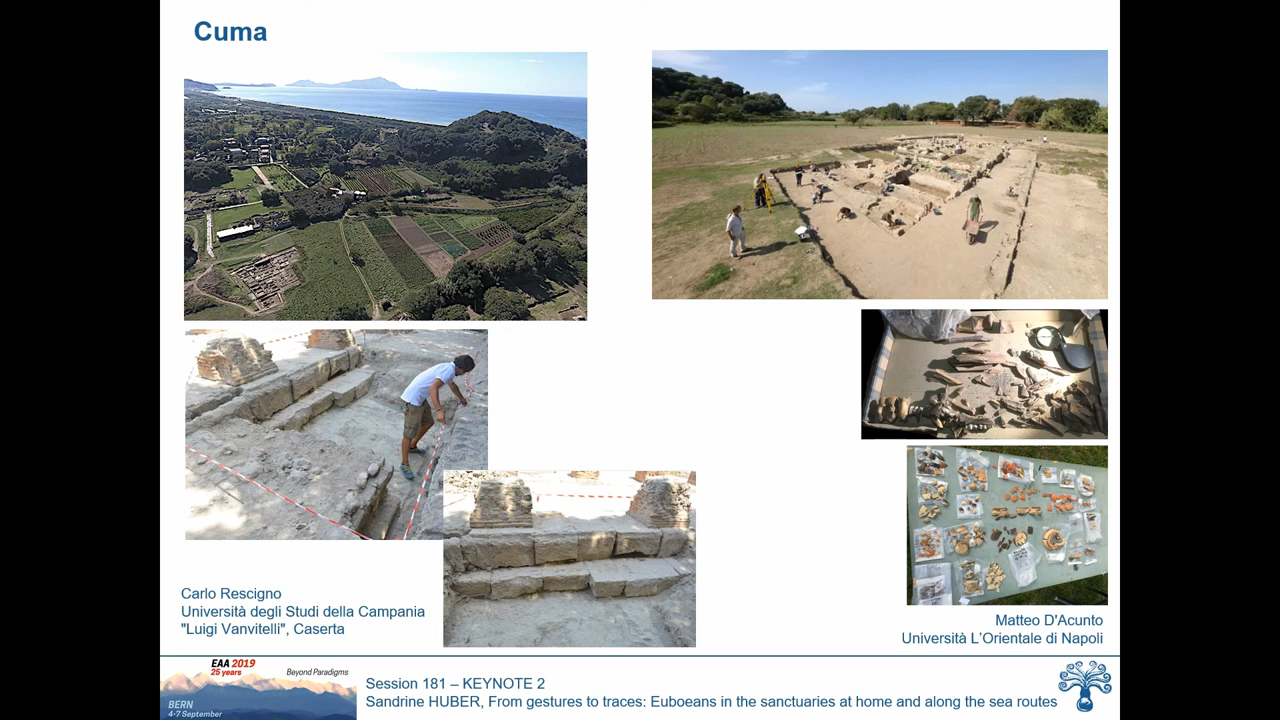 Cuma
Carlo Rescigno
Università degli Studi della Campania
"Luigi Vanvitelli", Caserta
Matteo D'Acunto
Università L'Orientale di Napoli
EAA 2019
25 years
Beyond Paradigms
BERN
4-7 September
Session 181 – KEYNOTE 2
Sandrine HUBER, From gestures to traces: Euboeans in the sanctuaries at home and along the sea routes